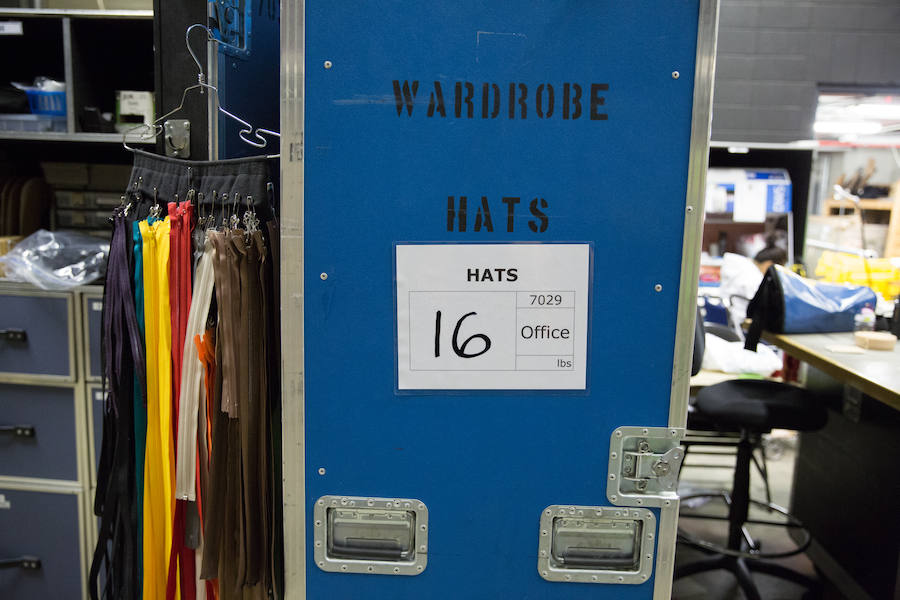 WARDROBE
HATS
HATS
16
7029
Office
lbs